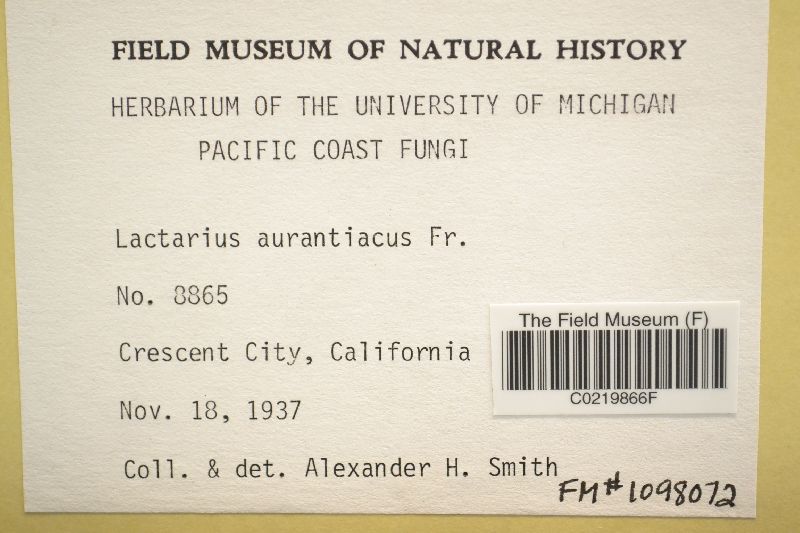 FIELD MUSEUM OF NATURAL HISTORY
HERBARIUM OF THE UNIVERSITY OF MICHIGAN
PACIFIC COAST FUNGI
Lactarius aurantiacus Fr.
No. 8865
Crescent City, California
Nov. 18, 1937
Coll. & det. Alexander H. Smith
The Field Museum (F)
C0219866F
FM#1098072